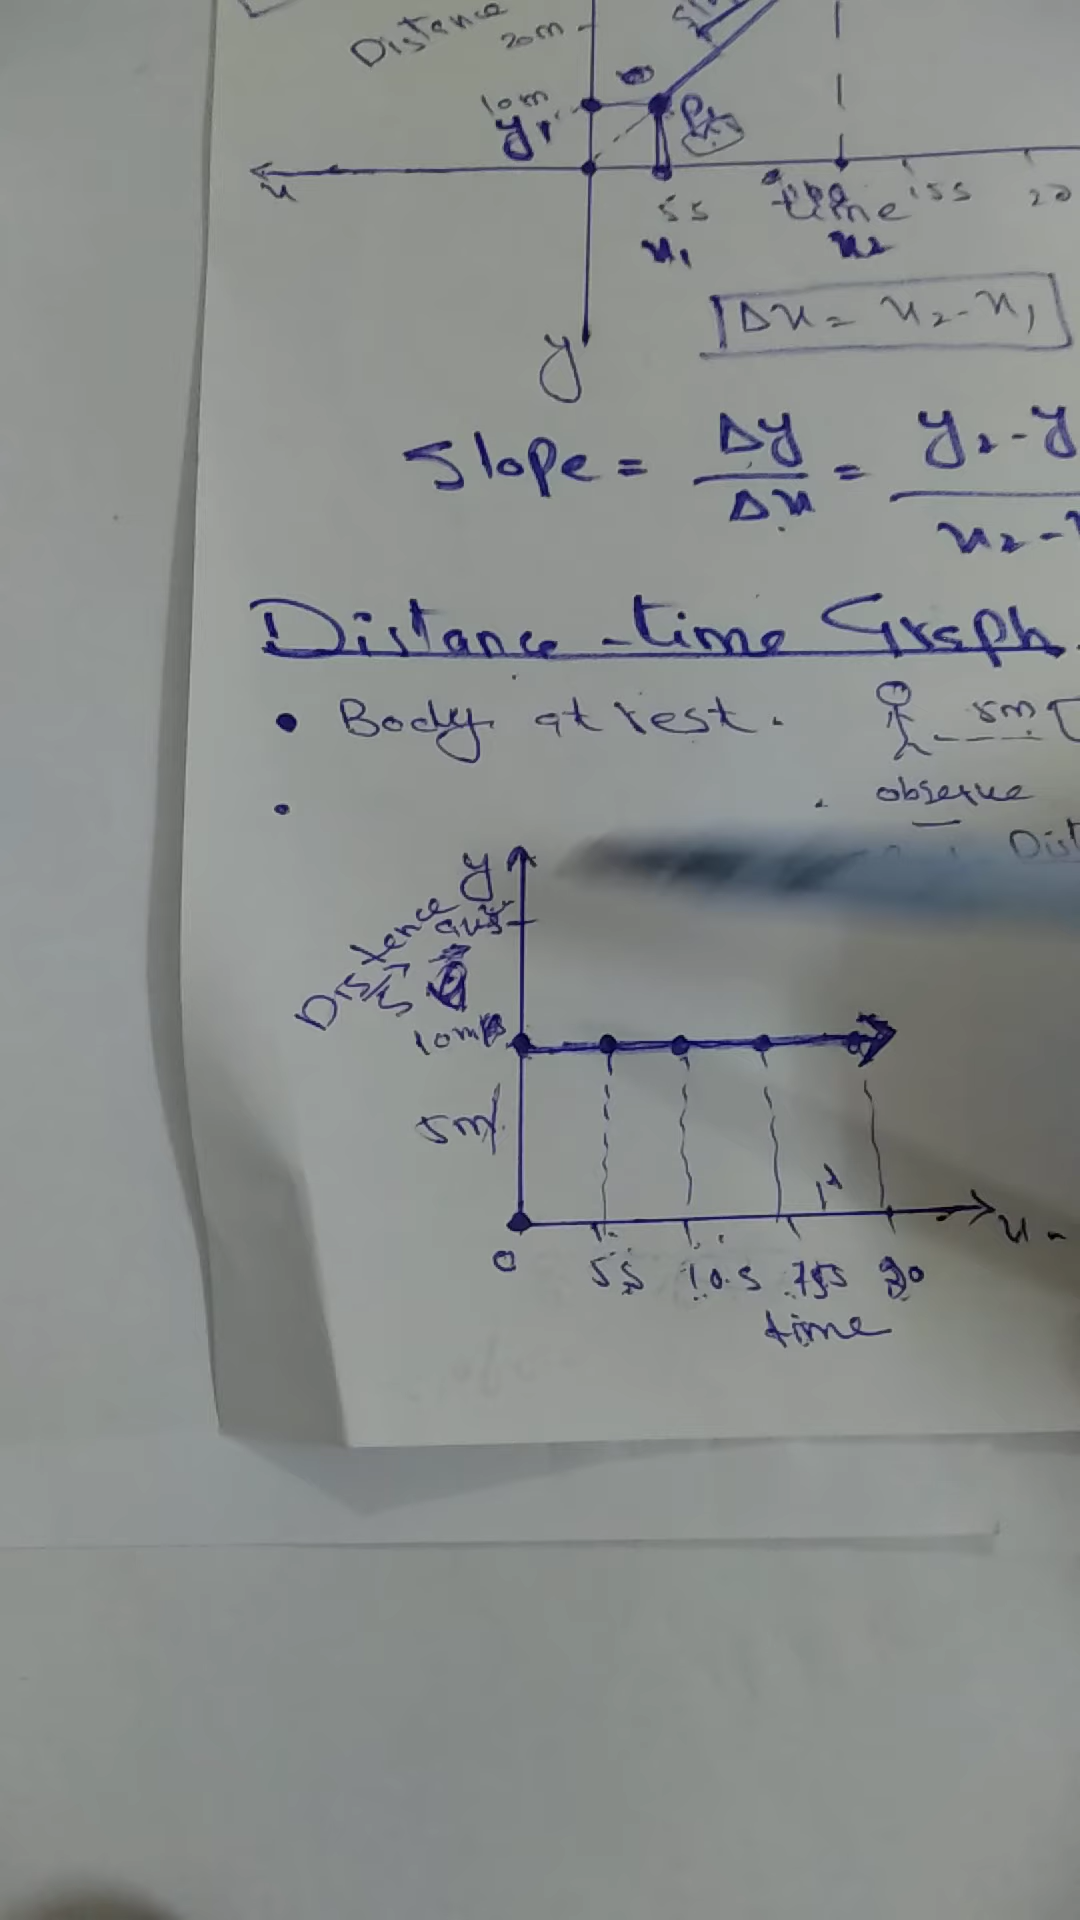 Distance
20m
10m
y₁
x
5s
time
15s
20
x₁
x₂
y
Δx = x₂ - x₁
Slope = Δy/Δx = y₂ - y / x₂ -
Distance - time Graph.
• Body at rest.
5m
•
observe
Dist
y
Distance
S
10m
5m
0
5s
10s
15s
20
x
time